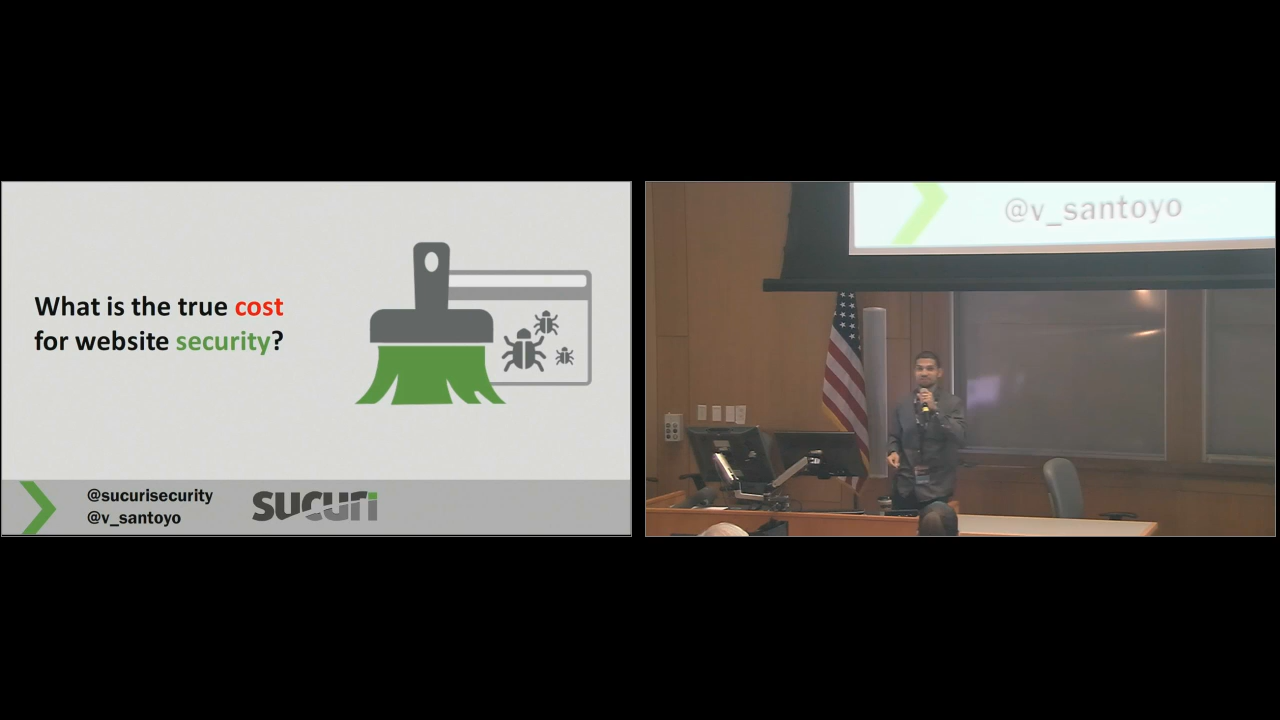 What is the true cost
for website security?
@sucurisecurity
@v_santoyo
sucuri
@v_santoyo